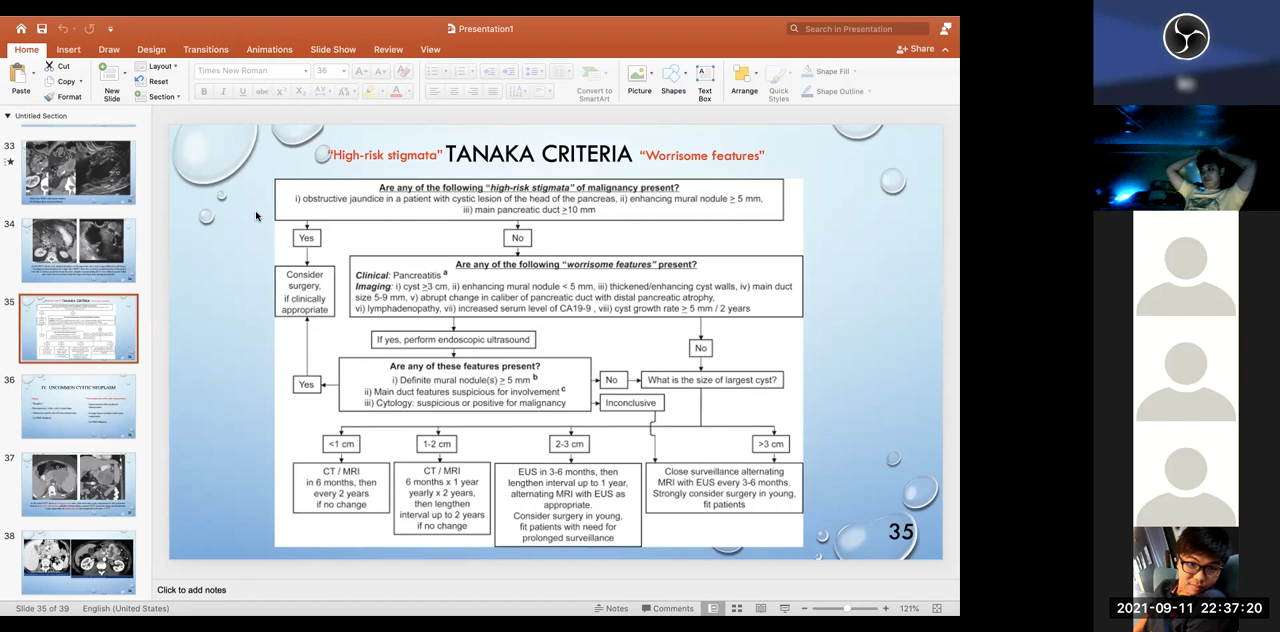 Presentation1
Search in Presentation
Home Insert Draw Design Transitions Animations Slide Show Review View
Share
Paste
Cut
Copy
Format
New Slide
Layout
Reset
Section
Times New Roman 36
Convert to SmartArt
Picture
Shapes
Text Box
Arrange
Quick Styles
Shape Fill
Shape Outline
Untitled Section
33
34
35
36
37
38
"High-risk stigmata" TANAKA CRITERIA "Worrisome features"
Are any of the following "high-risk stigmata" of malignancy present?
i) obstructive jaundice in a patient with cystic lesion of the head of the pancreas, ii) enhancing mural nodule ≥ 5 mm,
iii) main pancreatic duct ≥10 mm
Yes
No
Consider
surgery,
if clinically
appropriate
Are any of the following "worrisome features" present?
Clinical: Pancreatitis a
Imaging: i) cyst ≥3 cm, ii) enhancing mural nodule < 5 mm, iii) thickened/enhancing cyst walls, iv) main duct
size 5-9 mm, v) abrupt change in caliber of pancreatic duct with distal pancreatic atrophy,
vi) lymphadenopathy, vii) increased serum level of CA19-9 , viii) cyst growth rate ≥ 5 mm / 2 years
If yes, perform endoscopic ultrasound
No
Are any of these features present?
i) Definite mural nodule(s) ≥ 5 mm b
ii) Main duct features suspicious for involvement c
iii) Cytology: suspicious or positive for malignancy
Yes
No
What is the size of largest cyst?
Inconclusive
<1 cm
1-2 cm
2-3 cm
>3 cm
CT / MRI
in 6 months, then
every 2 years
if no change
CT / MRI
6 months x 1 year
yearly x 2 years,
then lengthen
interval up to 2 years
if no change
EUS in 3-6 months, then
lengthen interval up to 1 year,
alternating MRI with EUS as
appropriate.
Consider surgery in young,
fit patients with need for
prolonged surveillance
Close surveillance alternating
MRI with EUS every 3-6 months.
Strongly consider surgery in young,
fit patients
35
Click to add notes
Slide 35 of 39 English (United States)
Notes Comments 121%
2021-09-11 22:37:20